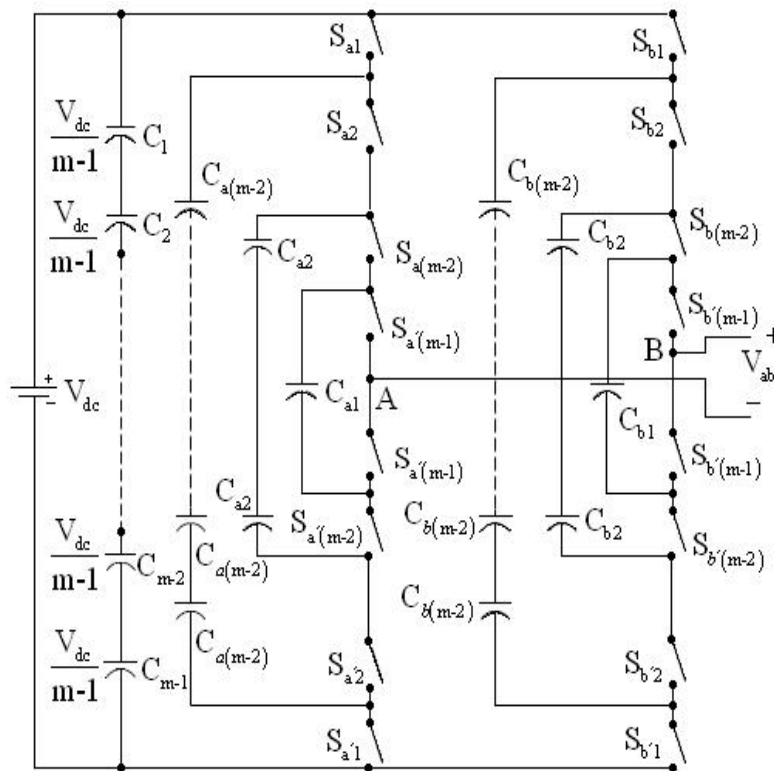 S_a1
S_b1
V_dc
m-1
C_1
S_a2
S_b2
C_a(m-2)
C_b(m-2)
V_dc
m-1
C_2
C_a2
S_a(m-2)
C_b2
S_b(m-2)
S_a´(m-1)
S_b´(m-1)
B
+
V_ab
−
+
−
V_dc
C_a1
A
C_b1
S_a´(m-1)
S_b´(m-1)
C_a2
S_a´(m-2)
C_b(m-2)
C_b2
S_b´(m-2)
V_dc
m-1
C_m-2
C_a(m-2)
C_b(m-2)
C_a(m-2)
V_dc
m-1
C_m-1
S_a´2
S_b´2
S_a´1
S_b´1